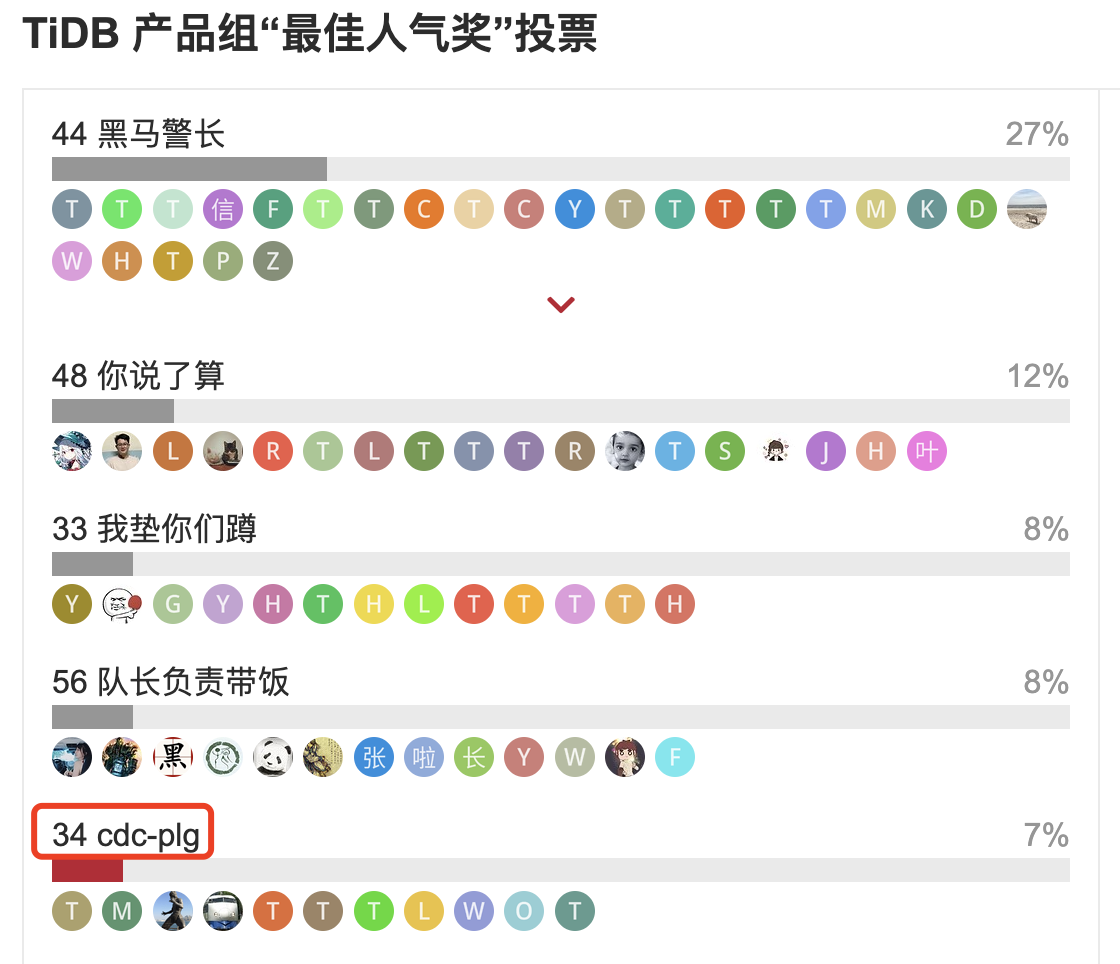 TiDB 产品组“最佳人气奖”投票
44 黑马警长 27%
T T T 信 F T T C T C Y T T T T T M K D
W H T P Z
48 你说了算 12%
L R T L T T T R T S J H 叶
33 我垫你们蹲 8%
Y G Y H T H L T T T T H
56 队长负责带饭 8%
黑 张 啦 长 Y W F
34 cdc-plg 7%
T M T T T L W O T